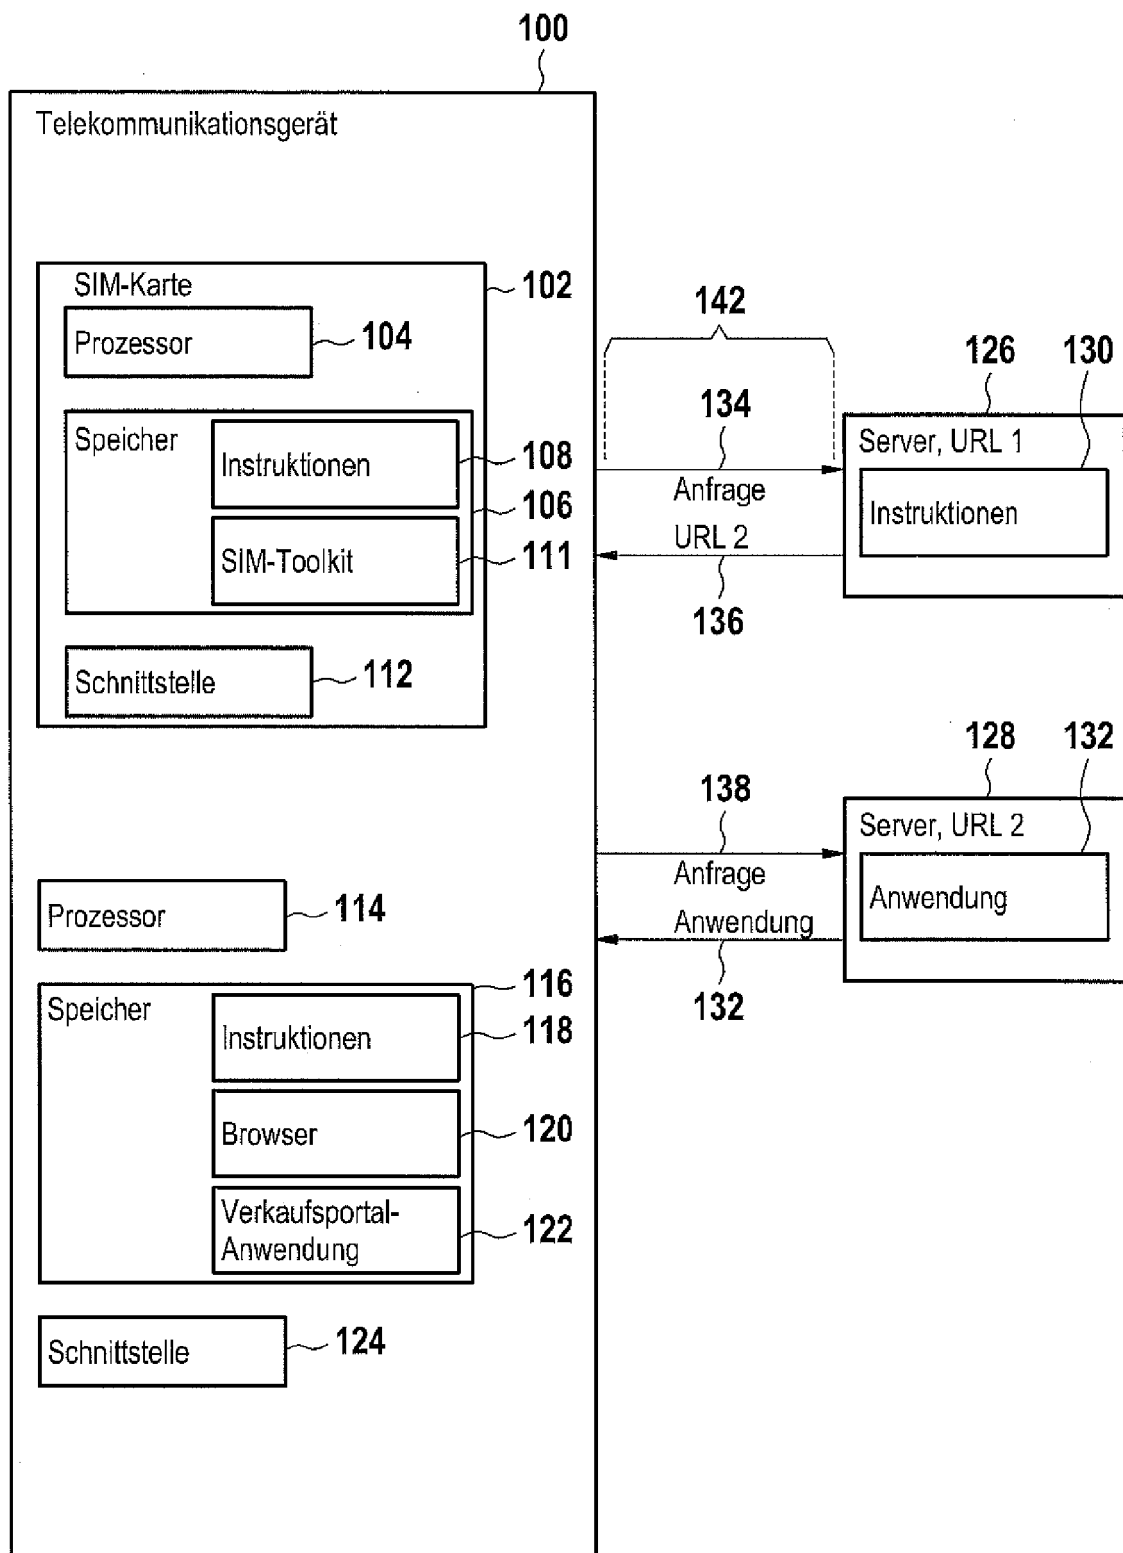 100
Telekommunikationsgerät
SIM-Karte
102
Prozessor
104
Speicher
Instruktionen
108
106
SIM-Toolkit
111
Schnittstelle
112
142
134
Anfrage
URL 2
136
126
130
Server, URL 1
Instruktionen
138
Anfrage
Anwendung
132
128
132
Server, URL 2
Anwendung
Prozessor
114
Speicher
116
Instruktionen
118
Browser
120
Verkaufsportal-
Anwendung
122
Schnittstelle
124